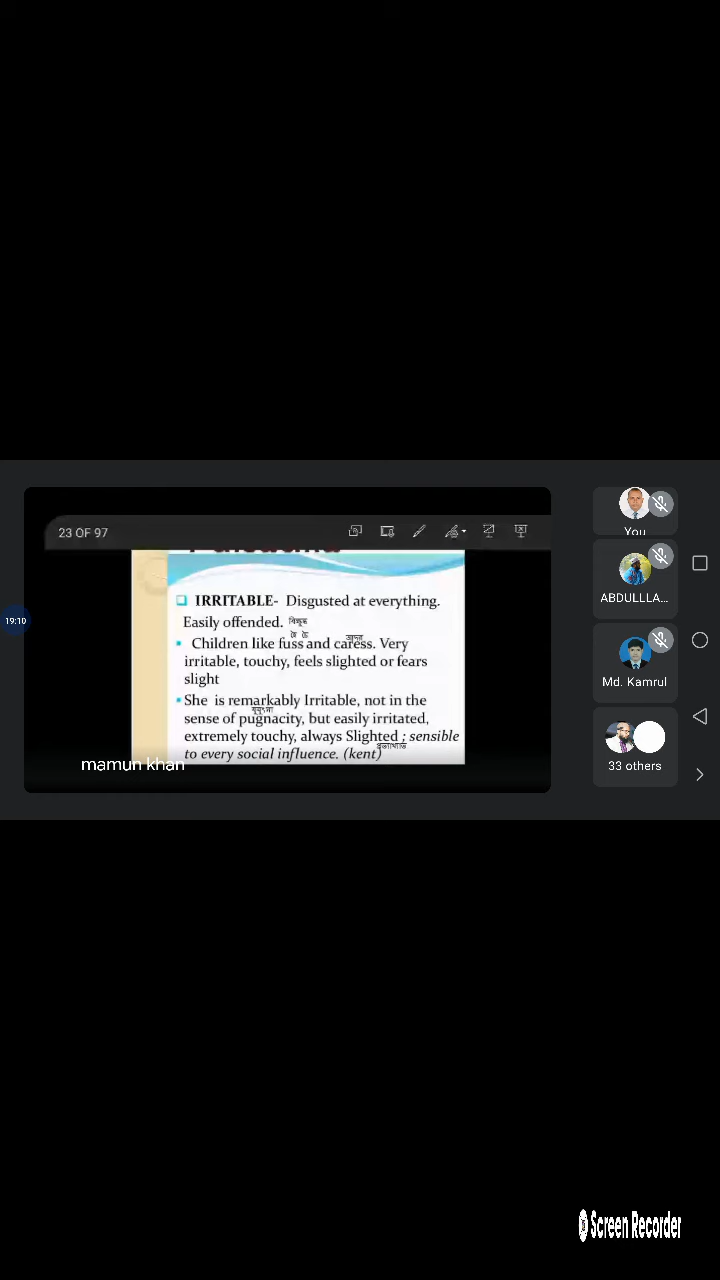 23 OF 97
IRRITABLE- Disgusted at everything.
Easily offended. বিক্ষুব্ধ
হৈ চৈ আদর
Children like fuss and caress. Very
irritable, touchy, feels slighted or fears
slight
She is remarkably Irritable, not in the
যুযুৎসা
sense of pugnacity, but easily irritated,
extremely touchy, always Slighted ; sensible
to every social influence. (kent)
mamun khan
19:10
You
ABDULLLA...
Md. Kamrul
33 others
Screen Recorder